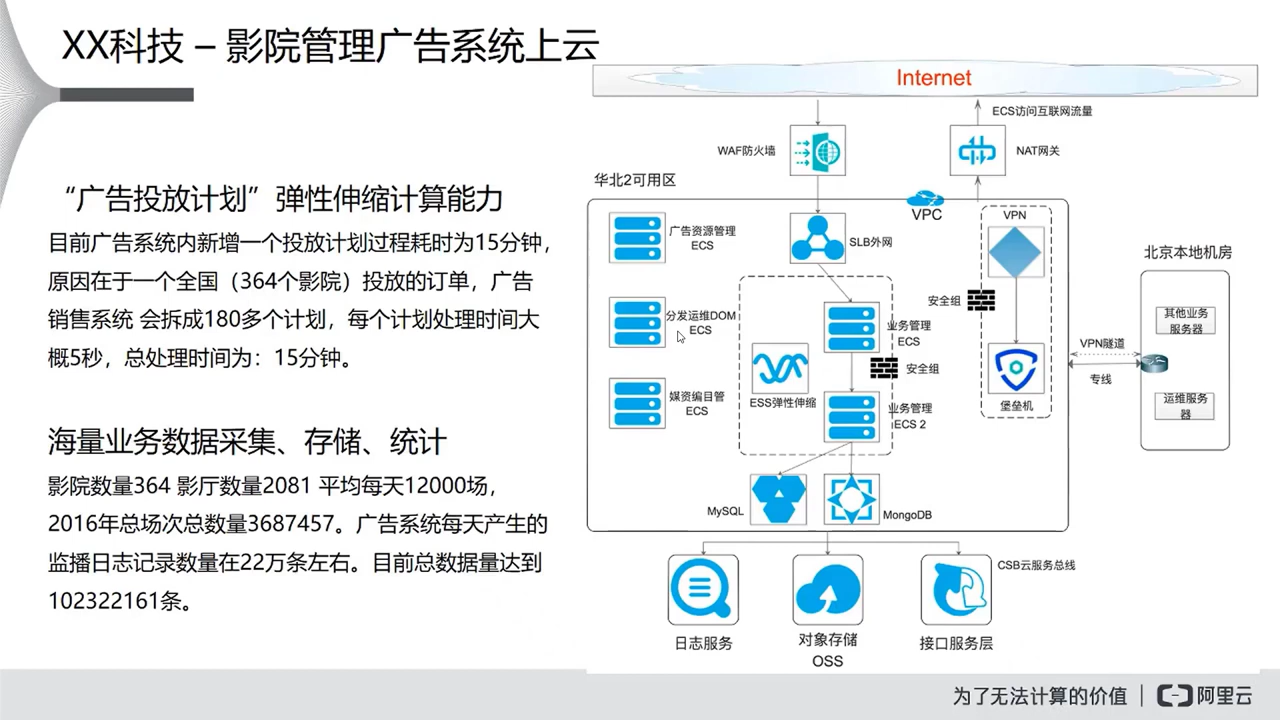 XX科技 – 影院管理广告系统上云
“广告投放计划”弹性伸缩计算能力
目前广告系统内新增一个投放计划过程耗时为15分钟，
原因在于一个全国（364个影院）投放的订单，广告
销售系统 会拆成180多个计划，每个计划处理时间大
概5秒，总处理时间为：15分钟。
海量业务数据采集、存储、统计
影院数量364 影厅数量2081 平均每天12000场，
2016年总场次总数量3687457。广告系统每天产生的
监播日志记录数量在22万条左右。目前总数据量达到
102322161条。
Internet
ECS访问互联网流量
WAF防火墙
NAT网关
华北2可用区
VPC
VPN
广告资源管理
ECS
SLB外网
北京本地机房
安全组
分发运维DOM
ECS
业务管理
ECS
其他业务
服务器
VPN隧道
专线
安全组
ESS弹性伸缩
堡垒机
媒资编目管
ECS
业务管理
ECS 2
运维服务
器
MySQL
MongoDB
CSB云服务总线
日志服务
对象存储
OSS
接口服务层
为了无法计算的价值
阿里云